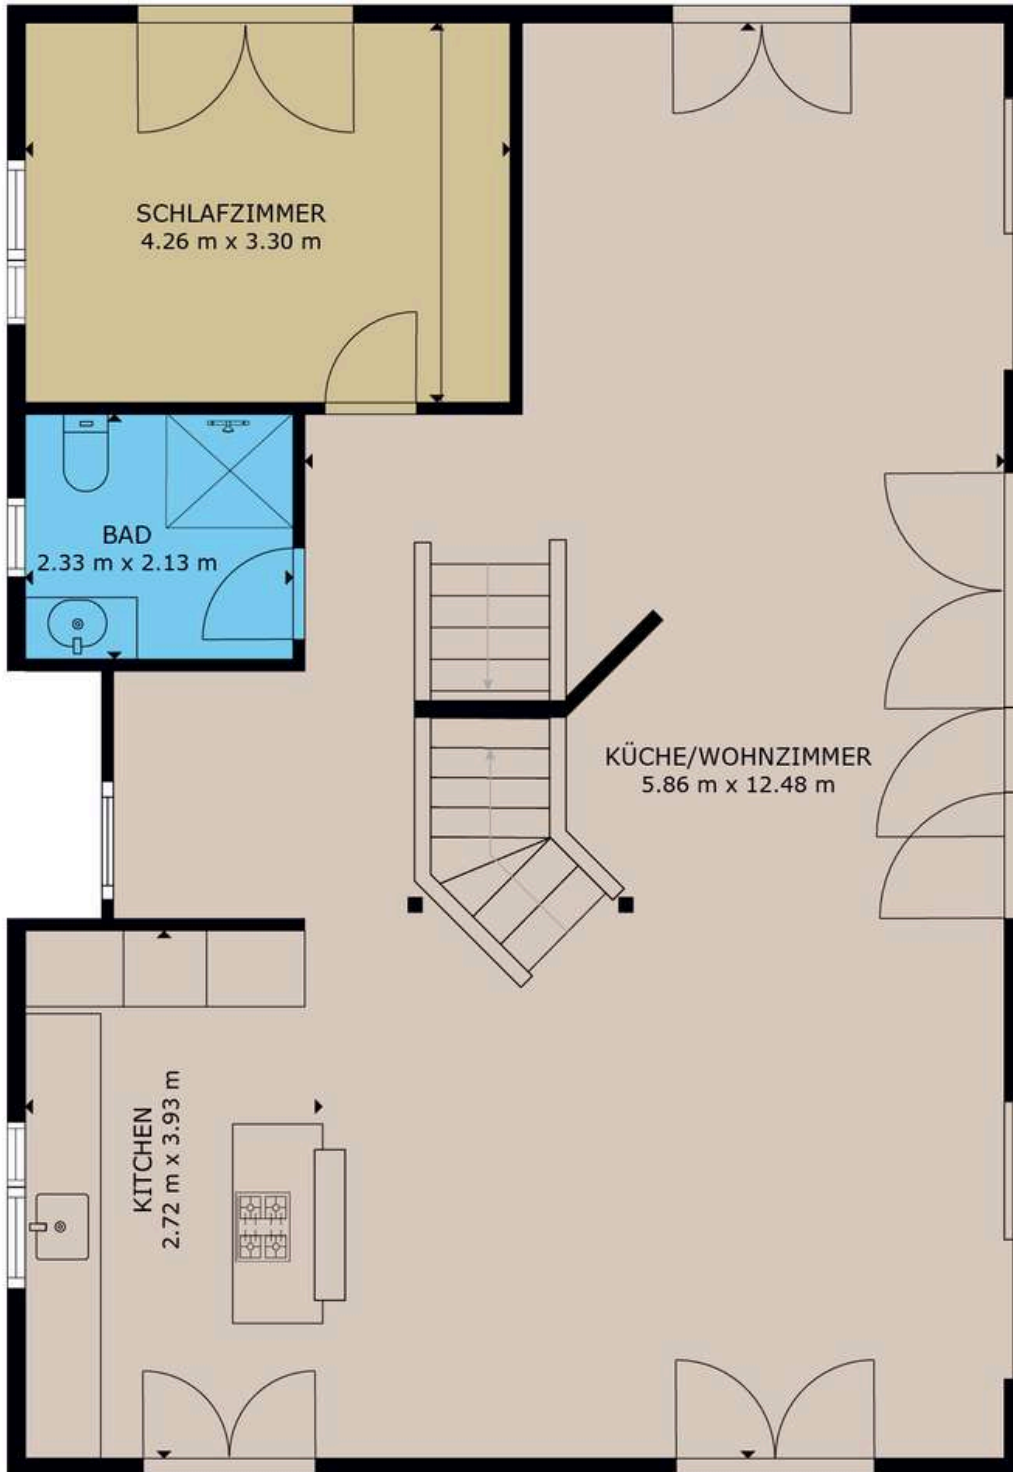 SCHLAFZIMMER
4.26 m x 3.30 m
BAD
2.33 m x 2.13 m
KÜCHE/WOHNZIMMER
5.86 m x 12.48 m
KITCHEN
2.72 m x 3.93 m